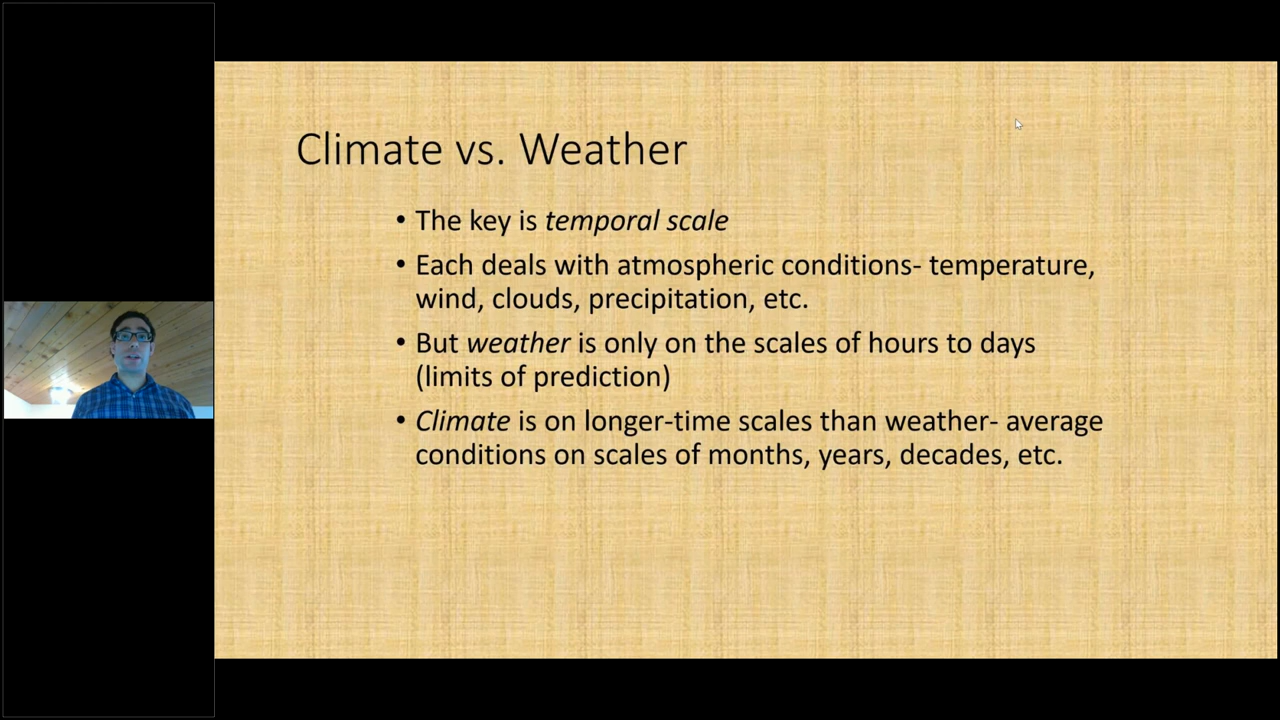 Climate vs. Weather
• The key is temporal scale
• Each deals with atmospheric conditions- temperature,
wind, clouds, precipitation, etc.
• But weather is only on the scales of hours to days
(limits of prediction)
• Climate is on longer-time scales than weather- average
conditions on scales of months, years, decades, etc.